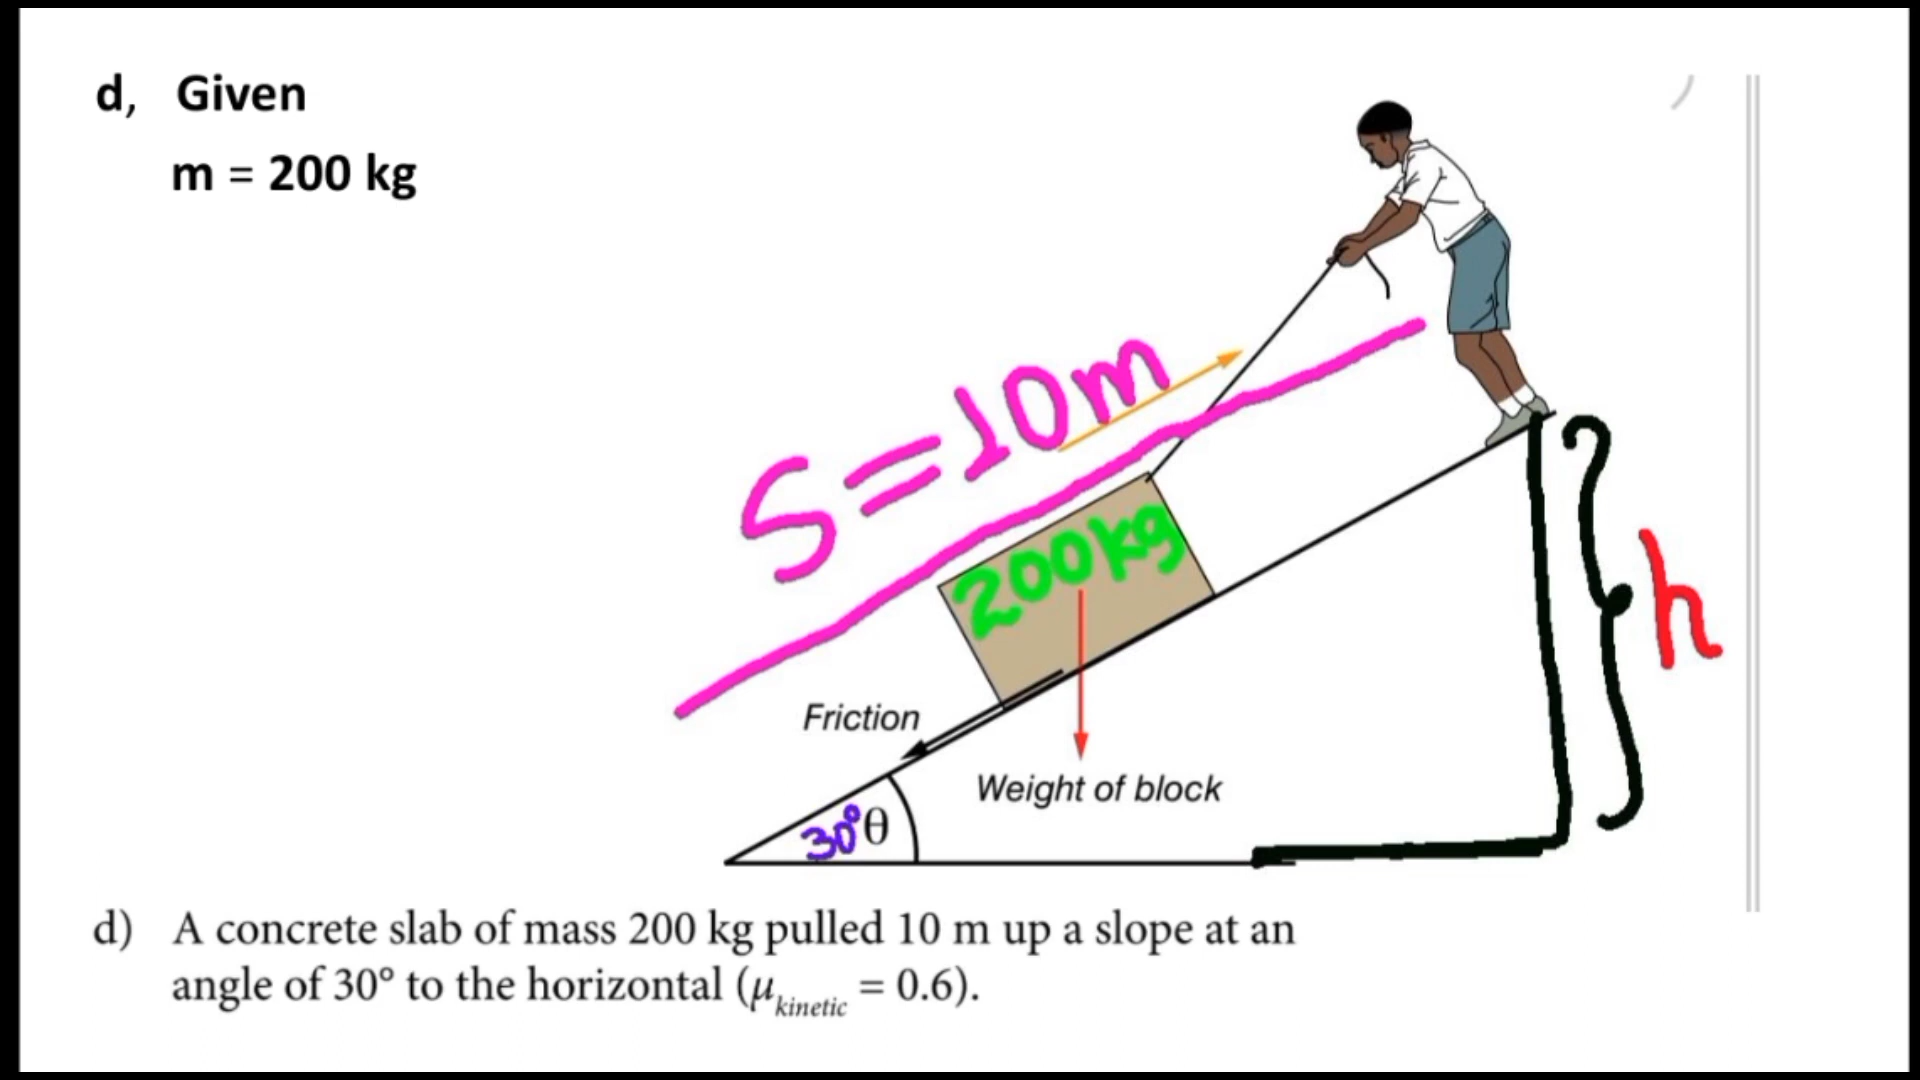 d, Given
m = 200 kg
S=10m
200kg
h
Friction
Weight of block
30° θ
d) A concrete slab of mass 200 kg pulled 10 m up a slope at an
angle of 30° to the horizontal (μkinetic = 0.6).